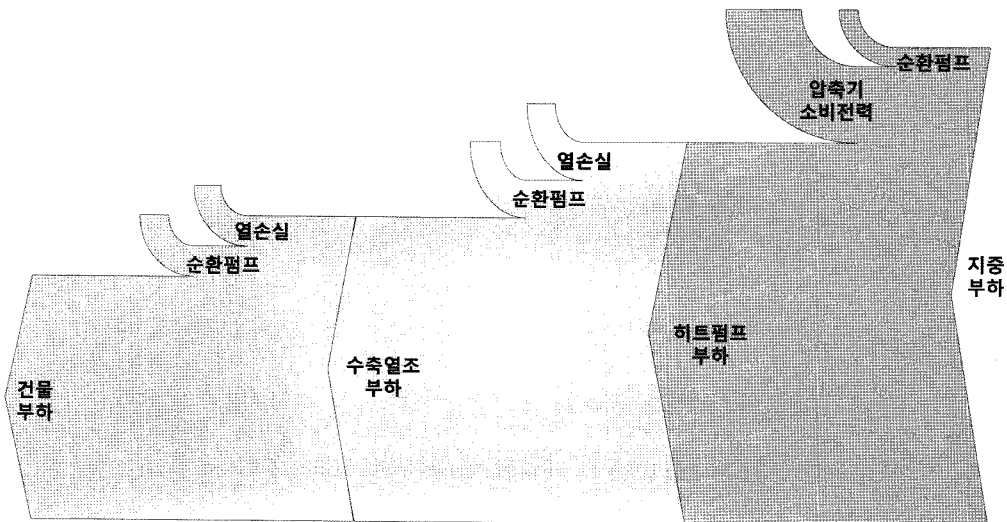 건물
부하
순환펌프
열손실
수축열조
부하
순환펌프
열손실
히트펌프
부하
압축기
소비전력
순환펌프
지중
부하